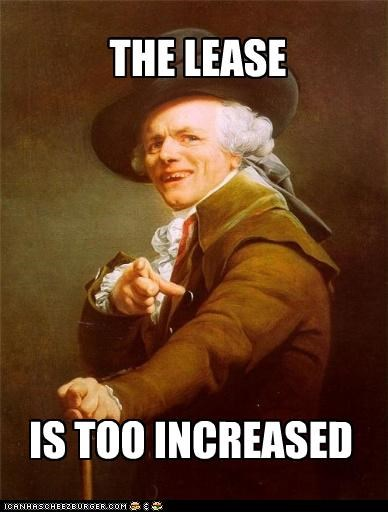 THE LEASE
IS TOO INCREASED
ICANHASCHEEZBURGER.COM